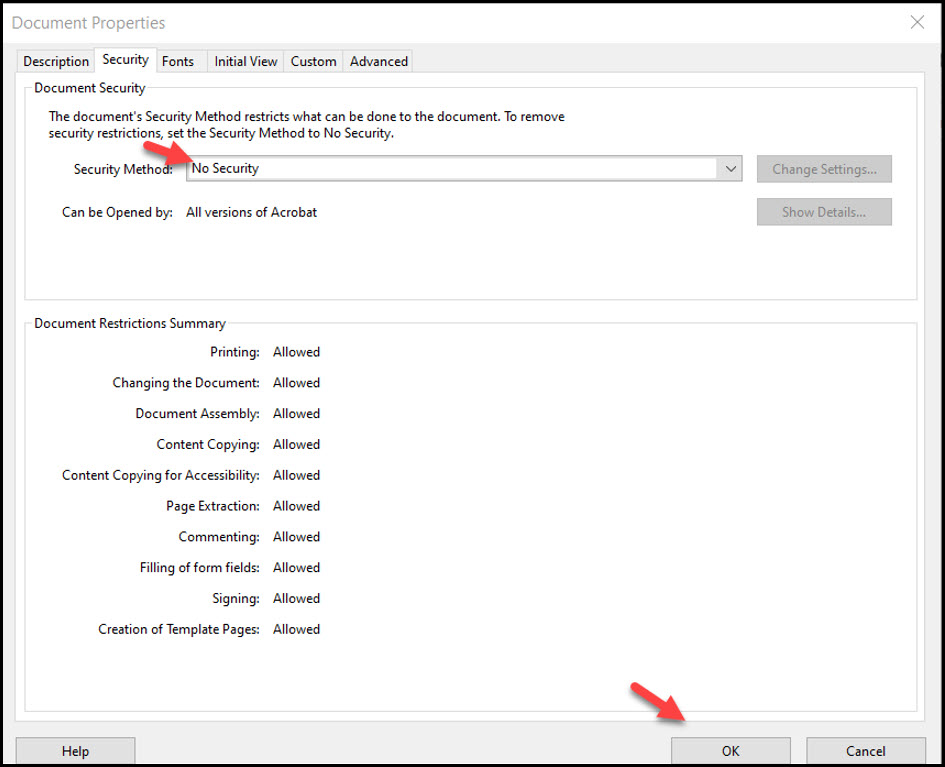 Document Properties
Description Security Fonts Initial View Custom Advanced
Document Security
The document's Security Method restricts what can be done to the document. To remove
security restrictions, set the Security Method to No Security.
Security Method: No Security Change Settings...
Can be Opened by: All versions of Acrobat Show Details...
Document Restrictions Summary
Printing: Allowed
Changing the Document: Allowed
Document Assembly: Allowed
Content Copying: Allowed
Content Copying for Accessibility: Allowed
Page Extraction: Allowed
Commenting: Allowed
Filling of form fields: Allowed
Signing: Allowed
Creation of Template Pages: Allowed
Help OK Cancel